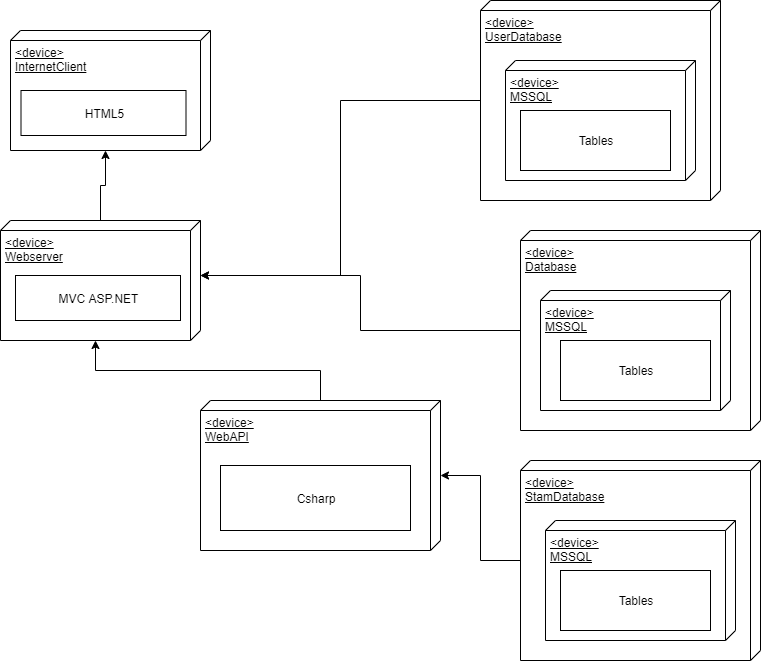 <device>
InternetClient
HTML5
<device>
UserDatabase
<device>
MSSQL
Tables
<device>
Webserver
MVC ASP.NET
<device>
Database
<device>
MSSQL
Tables
<device>
WebAPI
Csharp
<device>
StamDatabase
<device>
MSSQL
Tables